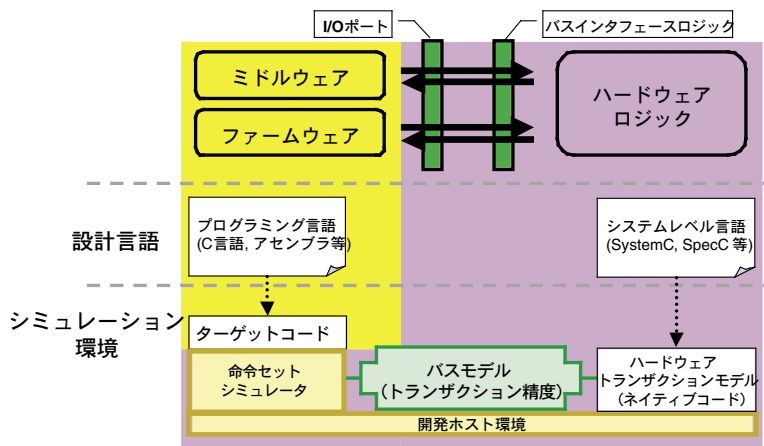 I/Oポート
バスインタフェースロジック
ミドルウェア
ファームウェア
ハードウェア
ロジック
設計言語
プログラミング言語
(C言語, アセンブラ等)
システムレベル言語
(SystemC, SpecC 等)
シミュレーション
環境
ターゲットコード
命令セット
シミュレータ
バスモデル
(トランザクション精度)
ハードウェア
トランザクションモデル
(ネイティブコード)
開発ホスト環境